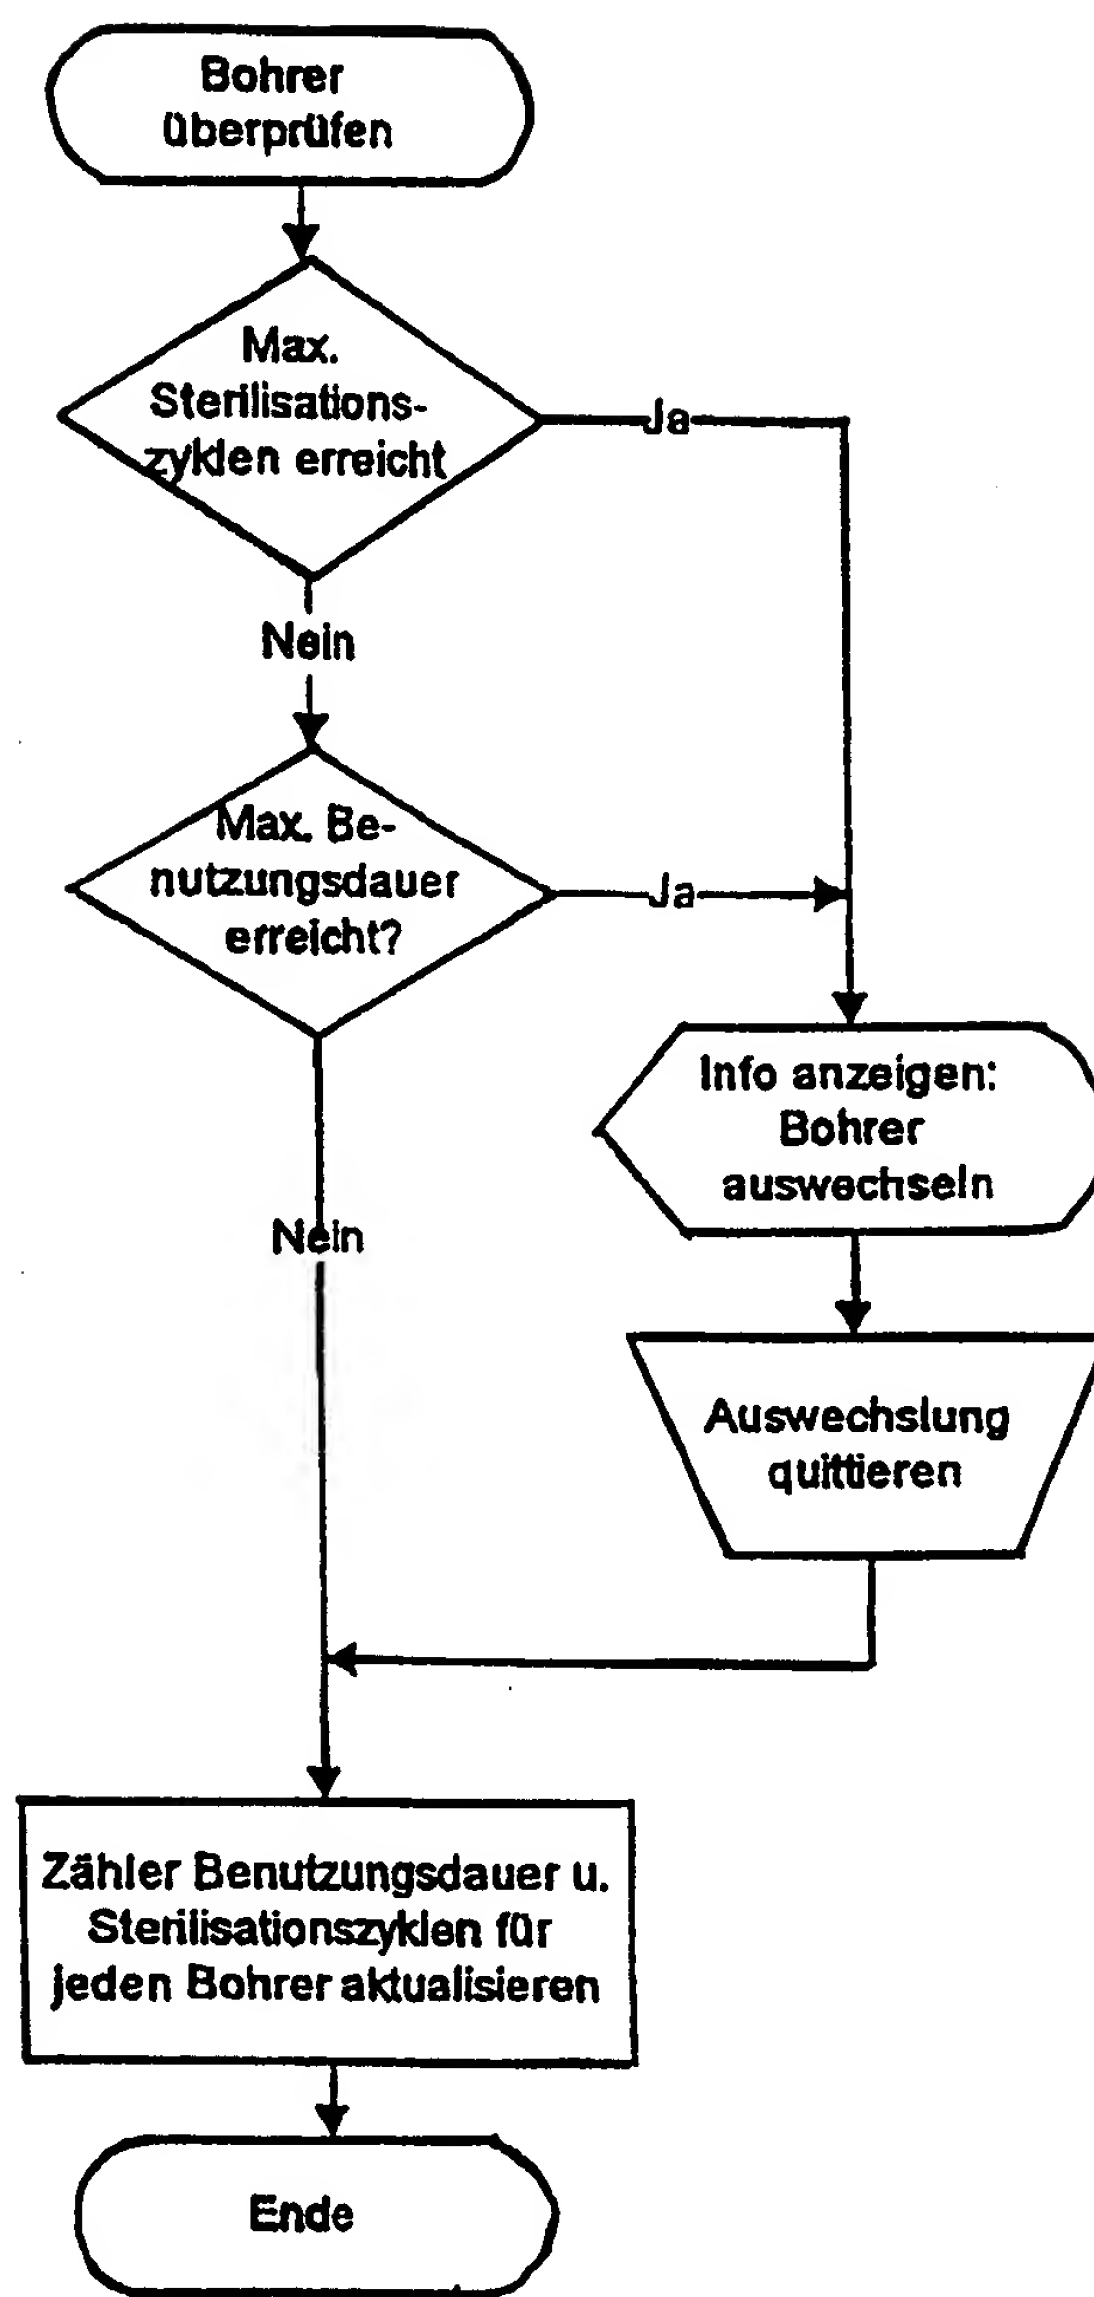 Bohrer
überprüfen
Max.
Sterilisations-
zyklen erreicht
Ja
Nein
Max. Be-
nutzungsdauer
erreicht?
Ja
Info anzeigen:
Bohrer
auswechseln
Nein
Auswechslung
quittieren
Zähler Benutzungsdauer u.
Sterilisationszyklen für
jeden Bohrer aktualisieren
Ende